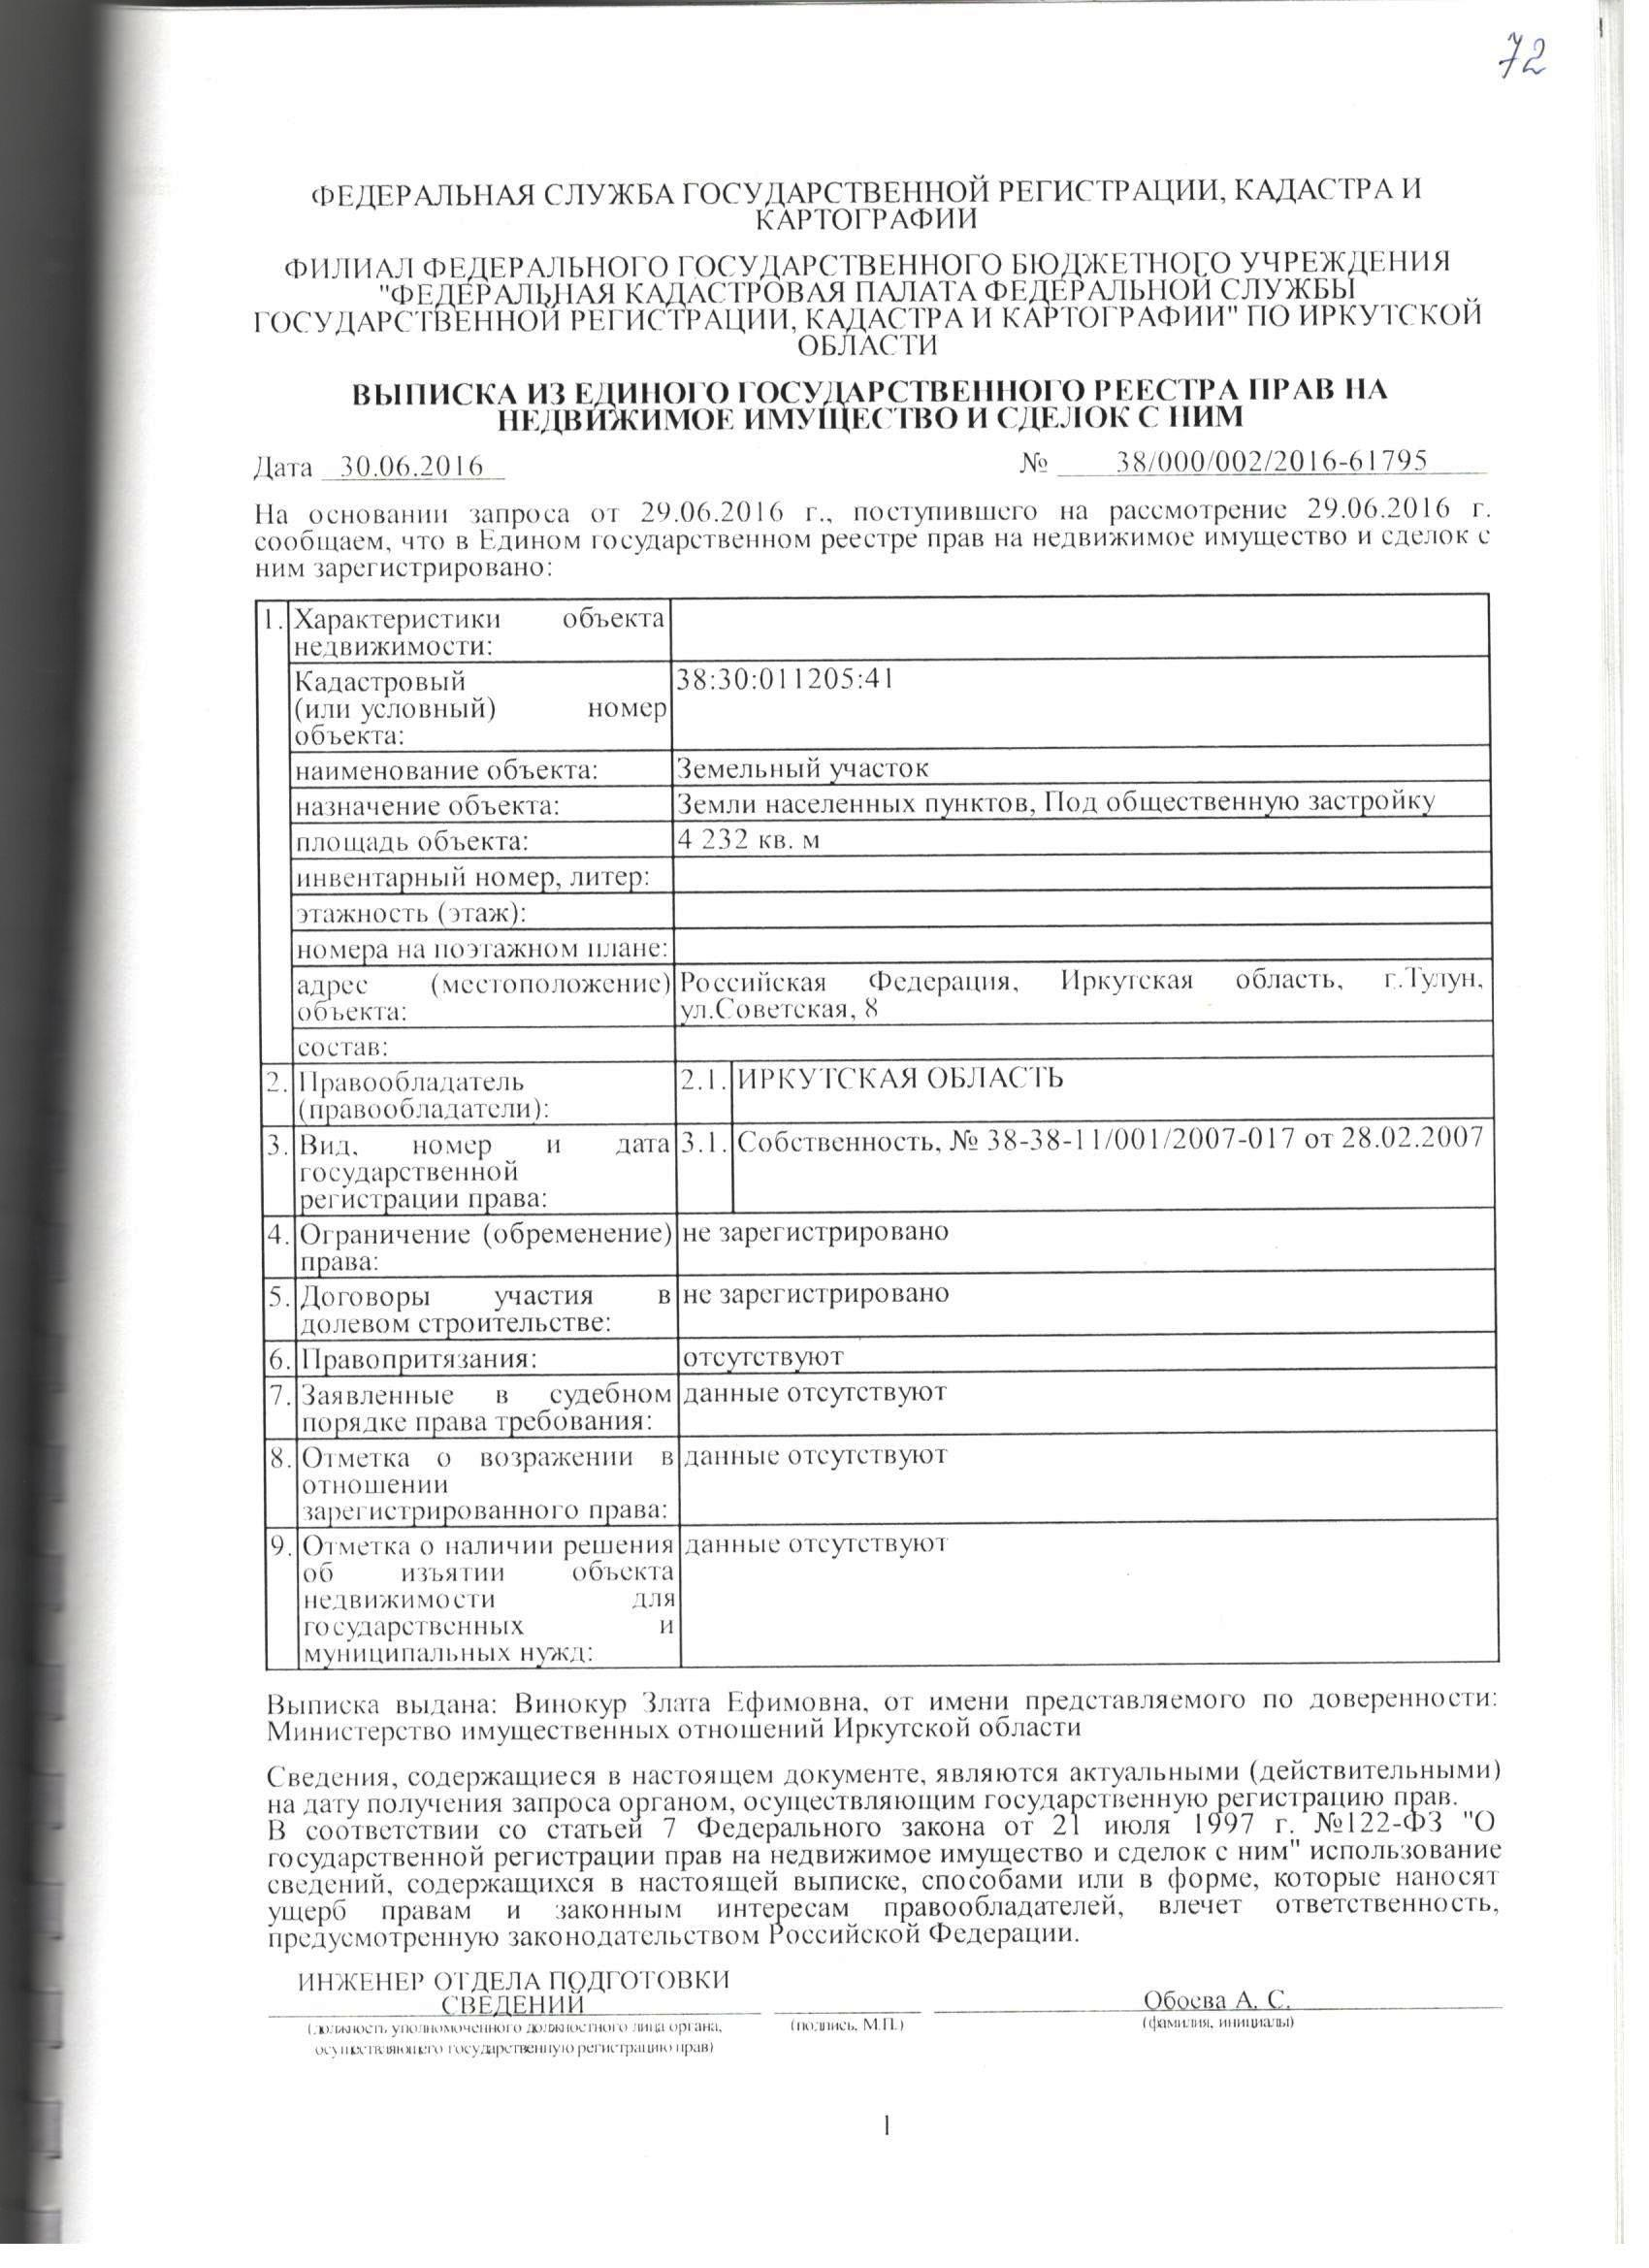 72
ФЕДЕРАЛЬНАЯ СЛУЖБА ГОСУДАРСТВЕННОЙ РЕГИСТРАЦИИ, КАДАСТРА И
КАРТОГРАФИИ
ФИЛИАЛ ФЕДЕРАЛЬНОГО ГОСУДАРСТВЕННОГО БЮДЖЕТНОГО УЧРЕЖДЕНИЯ
"ФЕДЕРАЛЬНАЯ КАДАСТРОВАЯ ПАЛАТА ФЕДЕРАЛЬНОЙ СЛУЖБЫ
ГОСУДАРСТВЕННОЙ РЕГИСТРАЦИИ, КАДАСТРА И КАРТОГРАФИИ" ПО ИРКУТСКОЙ
ОБЛАСТИ
ВЫПИСКА ИЗ ЕДИНОГО ГОСУДАРСТВЕННОГО РЕЕСТРА ПРАВ НА
НЕДВИЖИМОЕ ИМУЩЕСТВО И СДЕЛОК С НИМ
Дата 30.06.2016 № 38/000/002/2016-61795
На основании запроса от 29.06.2016 г., поступившего на рассмотрение 29.06.2016 г.
сообщаем, что в Едином государственном реестре прав на недвижимое имущество и сделок с
ним зарегистрировано:
1. Характеристики объекта
недвижимости:
Кадастровый 38:30:011205:41
(или условный) номер
объекта:
наименование объекта: Земельный участок
назначение объекта: Земли населенных пунктов, Под общественную застройку
площадь объекта: 4 232 кв. м
инвентарный номер, литер:
этажность (этаж):
номера на поэтажном плане:
адрес (местоположение) Российская Федерация, Иркутская область, г.Тулун,
объекта: ул.Советская, 8
состав:
2. Правообладатель 2.1. ИРКУТСКАЯ ОБЛАСТЬ
(правообладатели):
3. Вид, номер и дата 3.1. Собственность, № 38-38-11/001/2007-017 от 28.02.2007
государственной
регистрации права:
4. Ограничение (обременение) не зарегистрировано
права:
5. Договоры участия в не зарегистрировано
долевом строительстве:
6. Правопритязания: отсутствуют
7. Заявленные в судебном данные отсутствуют
порядке права требования:
8. Отметка о возражении в данные отсутствуют
отношении
зарегистрированного права:
9. Отметка о наличии решения данные отсутствуют
об изъятии объекта
недвижимости для
государственных и
муниципальных нужд:
Выписка выдана: Винокур Злата Ефимовна, от имени представляемого по доверенности:
Министерство имущественных отношений Иркутской области
Сведения, содержащиеся в настоящем документе, являются актуальными (действительными)
на дату получения запроса органом, осуществляющим государственную регистрацию прав.
В соответствии со статьей 7 Федерального закона от 21 июля 1997 г. №122-ФЗ "О
государственной регистрации прав на недвижимое имущество и сделок с ним" использование
сведений, содержащихся в настоящей выписке, способами или в форме, которые наносят
ущерб правам и законным интересам правообладателей, влечет ответственность,
предусмотренную законодательством Российской Федерации.
ИНЖЕНЕР ОТДЕЛА ПОДГОТОВКИ
СВЕДЕНИЙ Обоева А. С.
(должность уполномоченного должностного лица органа, (подпись, М.П.) (фамилия, инициалы)
осуществляющего государственную регистрацию прав)
1